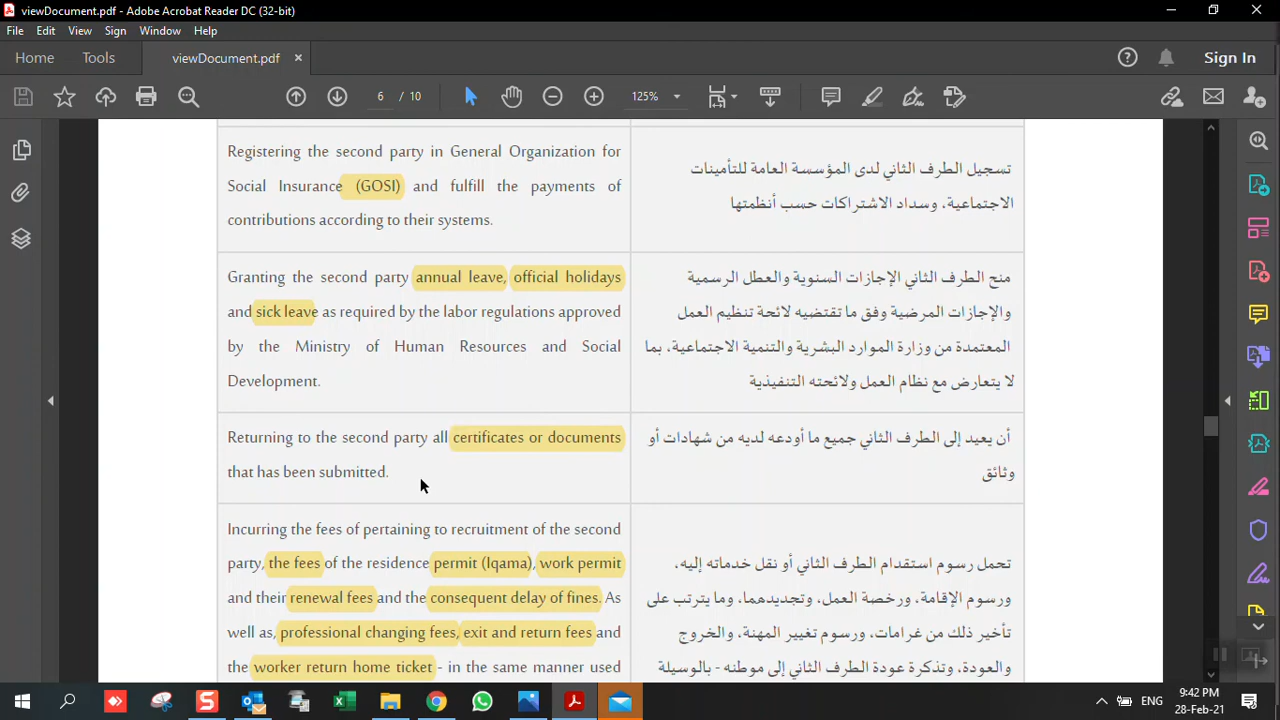 viewDocument.pdf - Adobe Acrobat Reader DC (32-bit)
File Edit View Sign Window Help
Home Tools viewDocument.pdf × Sign In
6 / 10 125%
Registering the second party in General Organization for
Social Insurance (GOSI) and fulfill the payments of
contributions according to their systems.
تسجيل الطرف الثاني لدى المؤسسة العامة للتأمينات
الاجتماعية، وسداد الاشتراكات حسب أنظمتها
Granting the second party annual leave, official holidays
and sick leave as required by the labor regulations approved
by the Ministry of Human Resources and Social
Development.
منح الطرف الثاني الإجازات السنوية والعطل الرسمية
والإجازات المرضية وفق ما تقتضيه لائحة تنظيم العمل
المعتمدة من وزارة الموارد البشرية والتنمية الاجتماعية، بما
لا يتعارض مع نظام العمل ولائحته التنفيذية
Returning to the second party all certificates or documents
that has been submitted.
أن يعيد إلى الطرف الثاني جميع ما أودعه لديه من شهادات أو
وثائق
Incurring the fees of pertaining to recruitment of the second
party, the fees of the residence permit (Iqama), work permit
and their renewal fees and the consequent delay of fines. As
well as, professional changing fees, exit and return fees and
the worker return home ticket - in the same manner used
تحمل رسوم استقدام الطرف الثاني أو نقل خدماته إليه،
ورسوم الإقامة، ورخصة العمل، وتجديدهما، وما يترتب على
تأخير ذلك من غرامات، ورسوم تغيير المهنة، والخروج
والعودة، وتذكرة عودة الطرف الثاني إلى موطنه - بالوسيلة
ENG
9:42 PM
28-Feb-21